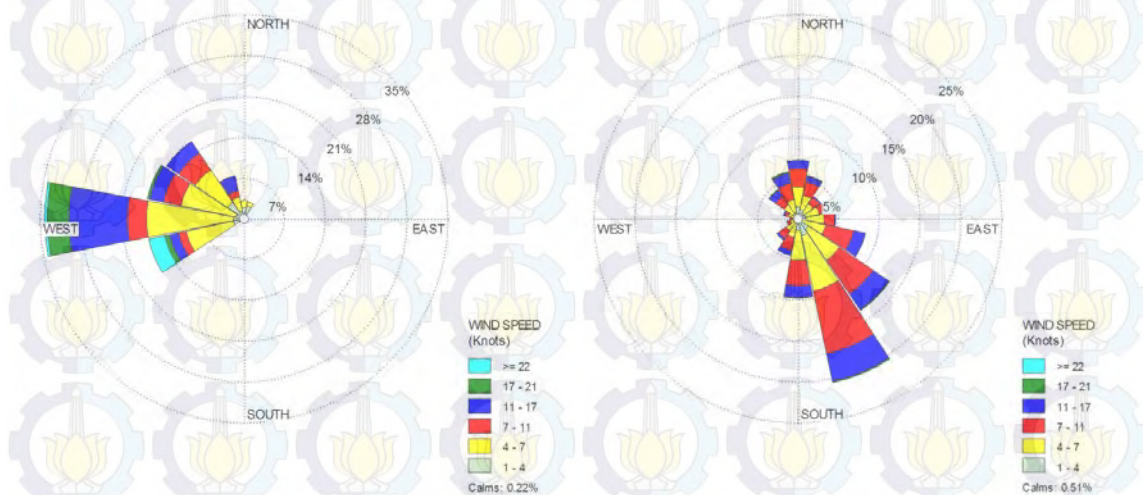 NORTH
35%
28%
21%
14%
7%
WEST
EAST
SOUTH
WIND SPEED
(Knots)
>= 22
17 - 21
11 - 17
7 - 11
4 - 7
1 - 4
Calms: 0.22%
NORTH
25%
20%
15%
10%
5%
WEST
EAST
SOUTH
WIND SPEED
(Knots)
>= 22
17 - 21
11 - 17
7 - 11
4 - 7
1 - 4
Calms: 0.51%